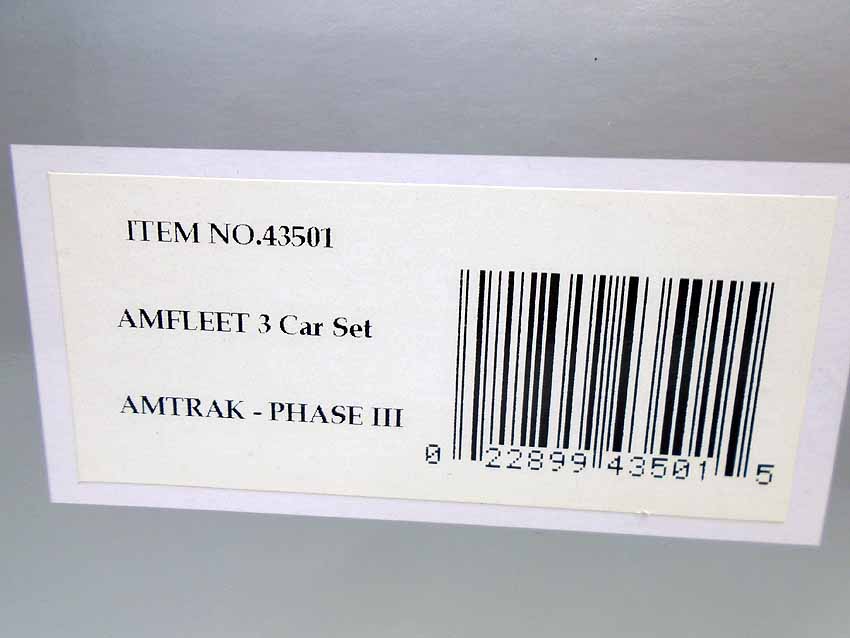 ITEM NO.43501
AMFLEET 3 Car Set
AMTRAK - PHASE III
0 22899 43501 5